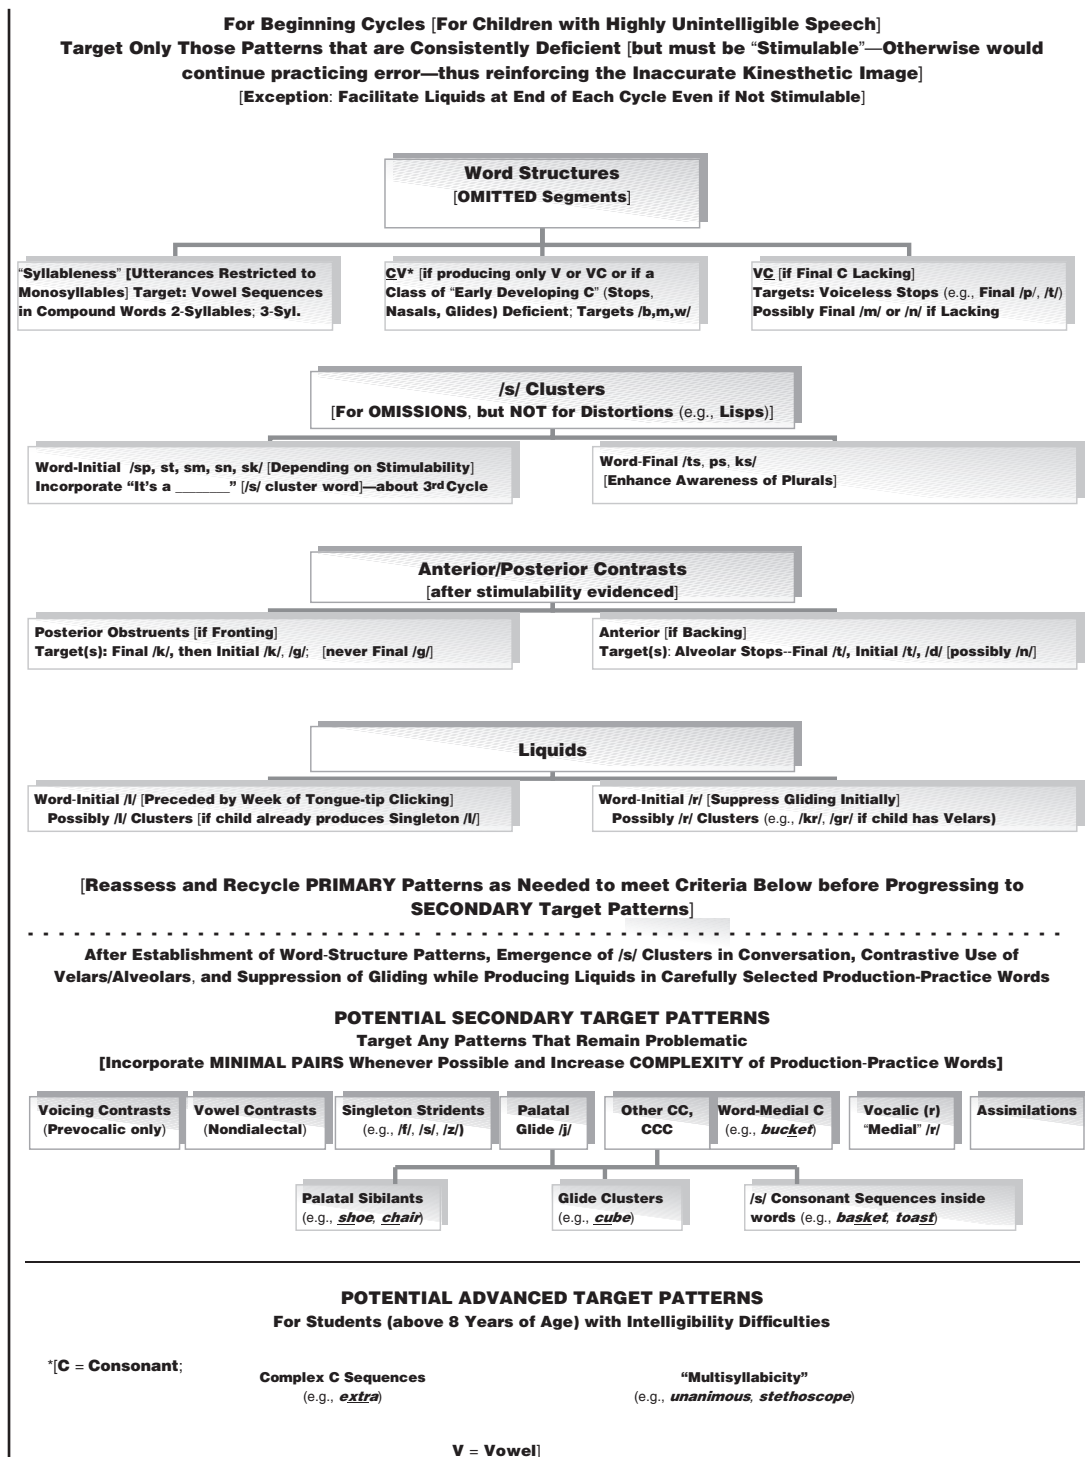 For Beginning Cycles [For Children with Highly Unintelligible Speech]
Target Only Those Patterns that are Consistently Deficient [but must be “Stimulable”—Otherwise would
continue practicing error—thus reinforcing the Inaccurate Kinesthetic Image]
[Exception: Facilitate Liquids at End of Each Cycle Even if Not Stimulable]
Word Structures
[OMITTED Segments]
“Syllableness” [Utterances Restricted to
Monosyllables] Target: Vowel Sequences
in Compound Words 2-Syllables; 3-Syl.
CV* [if producing only V or VC or if a
Class of “Early Developing C” (Stops,
Nasals, Glides) Deficient; Targets /b,m,w/
VC [if Final C Lacking]
Targets: Voiceless Stops (e.g., Final /p/, /t/)
Possibly Final /m/ or /n/ if Lacking
/s/ Clusters
[For OMISSIONS, but NOT for Distortions (e.g., Lisps)]
Word-Initial /sp, st, sm, sn, sk/ [Depending on Stimulability]
Incorporate “It’s a _______” [/s/ cluster word]—about 3rd Cycle
Word-Final /ts, ps, ks/
[Enhance Awareness of Plurals]
Anterior/Posterior Contrasts
[after stimulability evidenced]
Posterior Obstruents [if Fronting]
Target(s): Final /k/, then Initial /k/, /g/; [never Final /g/]
Anterior [if Backing]
Target(s): Alveolar Stops--Final /t/, Initial /t/, /d/ [possibly /n/]
Liquids
Word-Initial /l/ [Preceded by Week of Tongue-tip Clicking]
Possibly /l/ Clusters [if child already produces Singleton /l/]
Word-Initial /r/ [Suppress Gliding Initially]
Possibly /r/ Clusters (e.g., /kr/, /gr/ if child has Velars)
[Reassess and Recycle PRIMARY Patterns as Needed to meet Criteria Below before Progressing to
SECONDARY Target Patterns]
After Establishment of Word-Structure Patterns, Emergence of /s/ Clusters in Conversation, Contrastive Use of
Velars/Alveolars, and Suppression of Gliding while Producing Liquids in Carefully Selected Production-Practice Words
POTENTIAL SECONDARY TARGET PATTERNS
Target Any Patterns That Remain Problematic
[Incorporate MINIMAL PAIRS Whenever Possible and Increase COMPLEXITY of Production-Practice Words]
Voicing Contrasts
(Prevocalic only)
Vowel Contrasts
(Nondialectal)
Singleton Stridents
(e.g., /f/, /s/, /z/)
Palatal
Glide /j/
Other CC,
CCC
Word-Medial C
(e.g., bucket)
Vocalic (r)
“Medial” /r/
Assimilations
Palatal Sibilants
(e.g., shoe, chair)
Glide Clusters
(e.g., cube)
/s/ Consonant Sequences inside
words (e.g., basket, toast)
POTENTIAL ADVANCED TARGET PATTERNS
For Students (above 8 Years of Age) with Intelligibility Difficulties
*[C = Consonant;
Complex C Sequences
(e.g., extra)
“Multisyllabicity”
(e.g., unanimous, stethoscope)
V = Vowel]